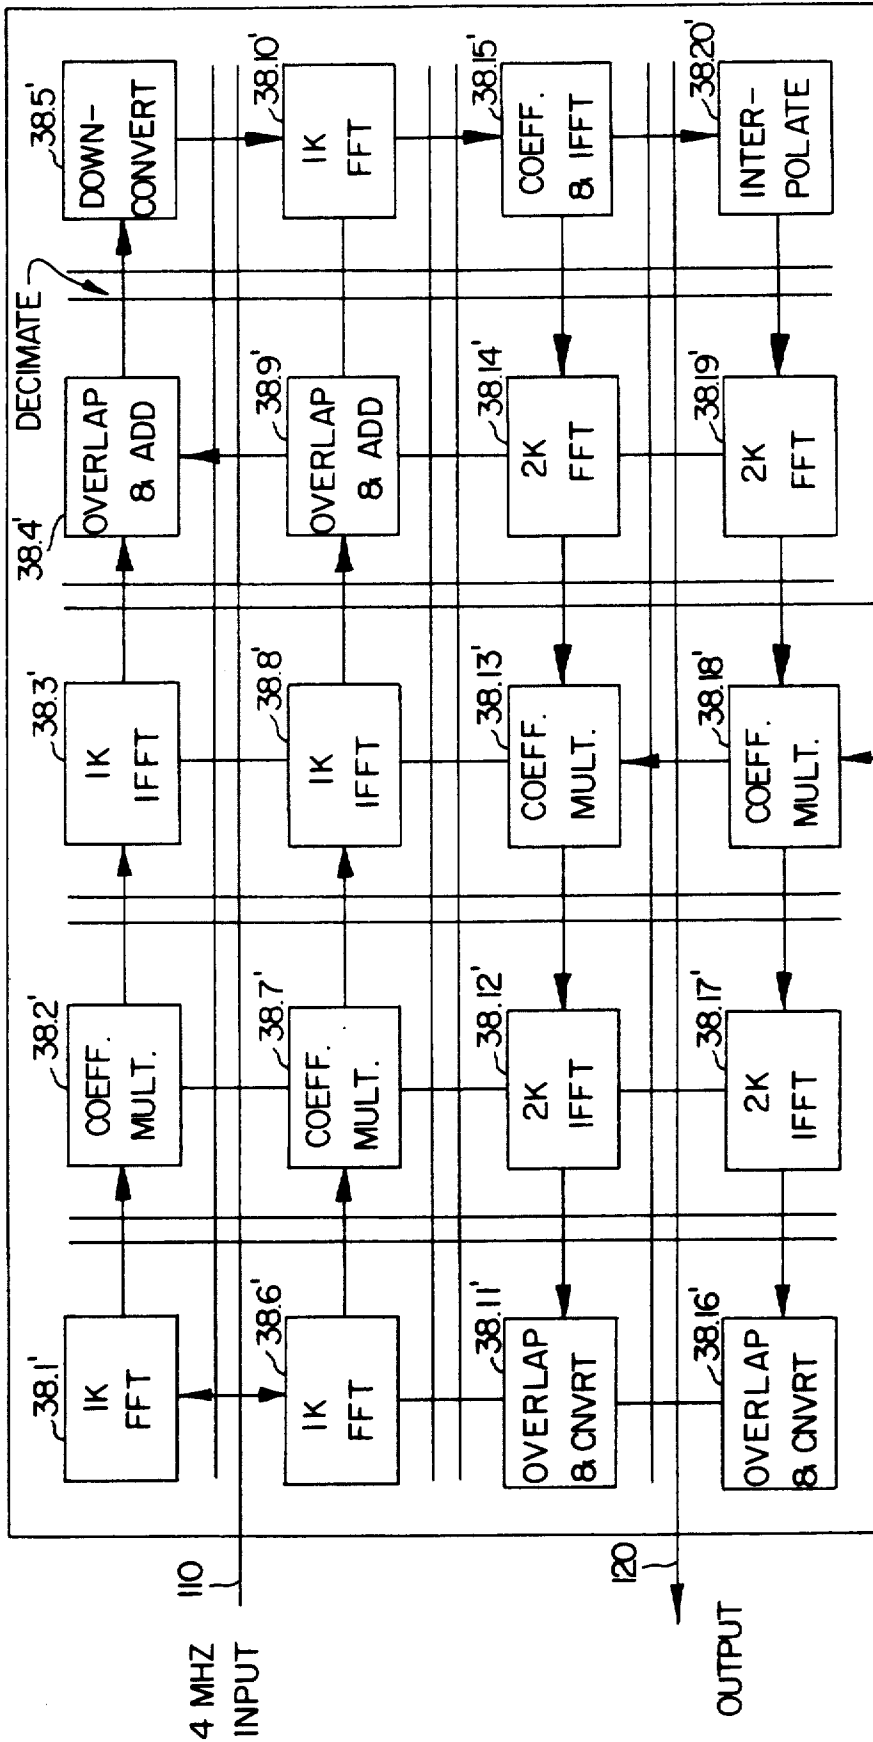 4 MHZ
INPUT
110
OUTPUT
120
DECIMATE
38.1'
1K
FFT
38.2'
COEFF.
MULT.
38.3'
1K
IFFT
38.4'
OVERLAP
& ADD
38.5'
DOWN-
CONVERT
38.6'
1K
FFT
38.7'
COEFF.
MULT.
38.8'
1K
IFFT
38.9'
OVERLAP
& ADD
38.10'
1K
FFT
38.11'
OVERLAP
& CNVRT
38.12'
2K
IFFT
38.13'
COEFF.
MULT.
38.14'
2K
FFT
38.15'
COEFF.
& IFFT
38.16'
OVERLAP
& CNVRT
38.17'
2K
IFFT
38.18'
COEFF.
MULT.
38.19'
2K
FFT
38.20'
INTER-
POLATE